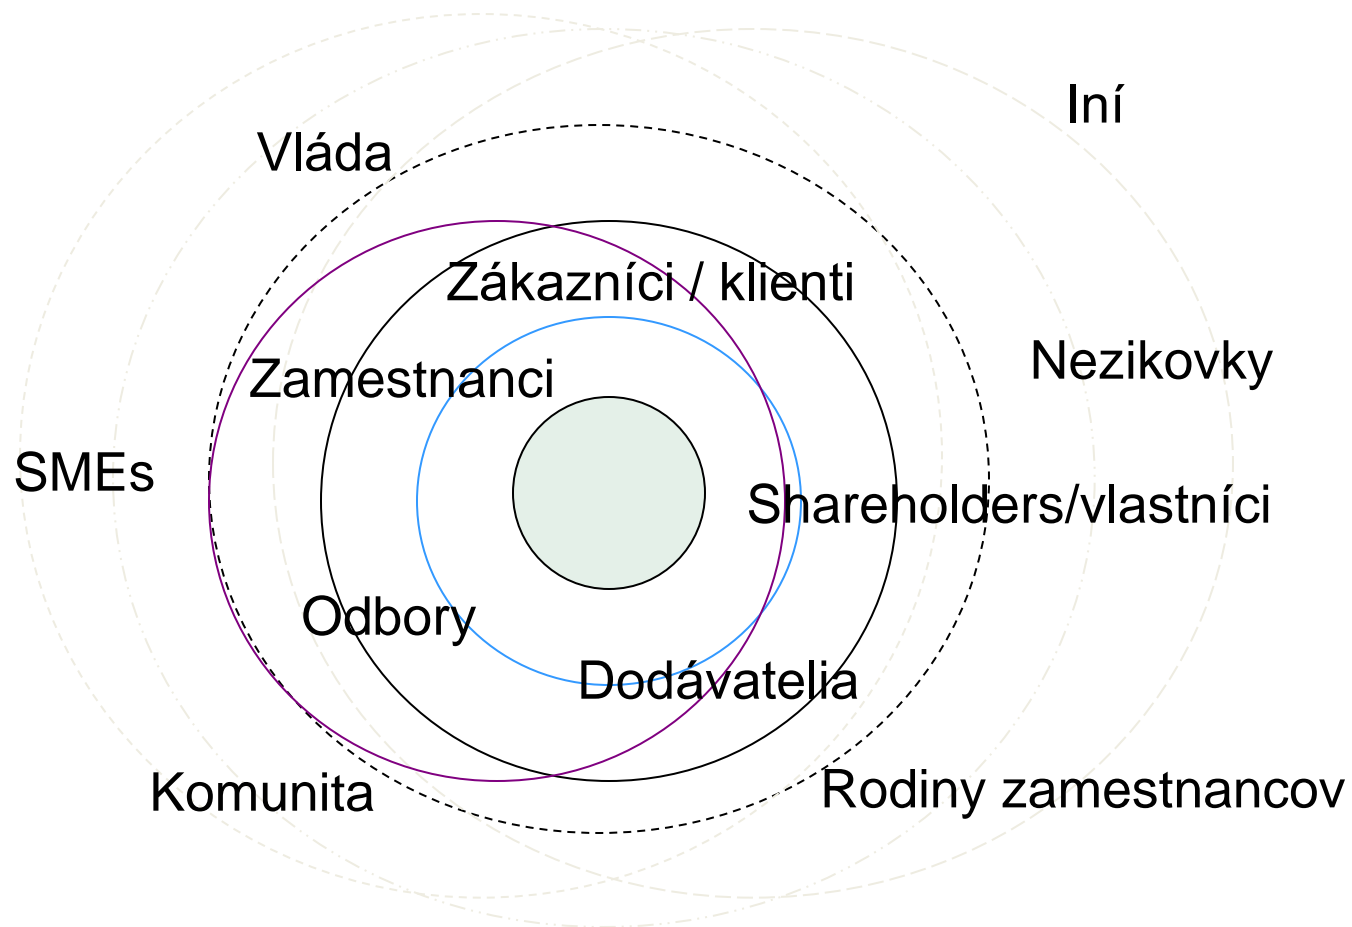 Iní
Vláda
Zákazníci / klienti
Nezikovky
Zamestnanci
SMEs
Shareholders/vlastníci
Odbory
Dodávatelia
Komunita
Rodiny zamestnancov